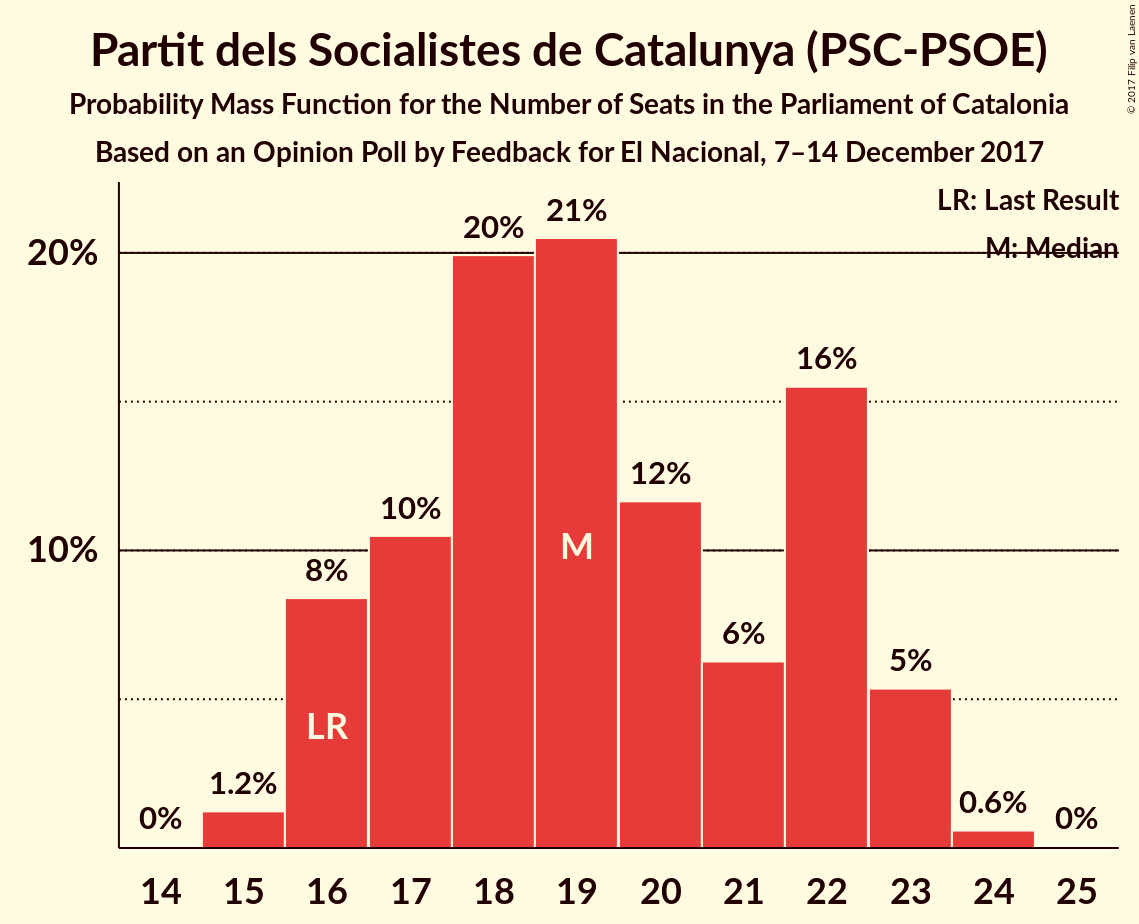 Partit dels Socialistes de Catalunya (PSC-PSOE)
Probability Mass Function for the Number of Seats in the Parliament of Catalonia
Based on an Opinion Poll by Feedback for El Nacional, 7–14 December 2017
© 2017 Filip van Laenen
LR: Last Result
M: Median
20%
10%
0%
1.2%
8%
10%
20%
21%
12%
6%
16%
5%
0.6%
0%
LR
M
14 15 16 17 18 19 20 21 22 23 24 25